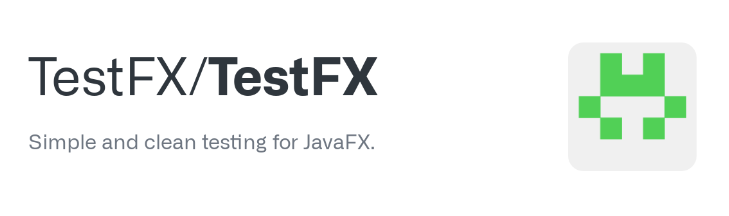 TestFX/TestFX
Simple and clean testing for JavaFX.